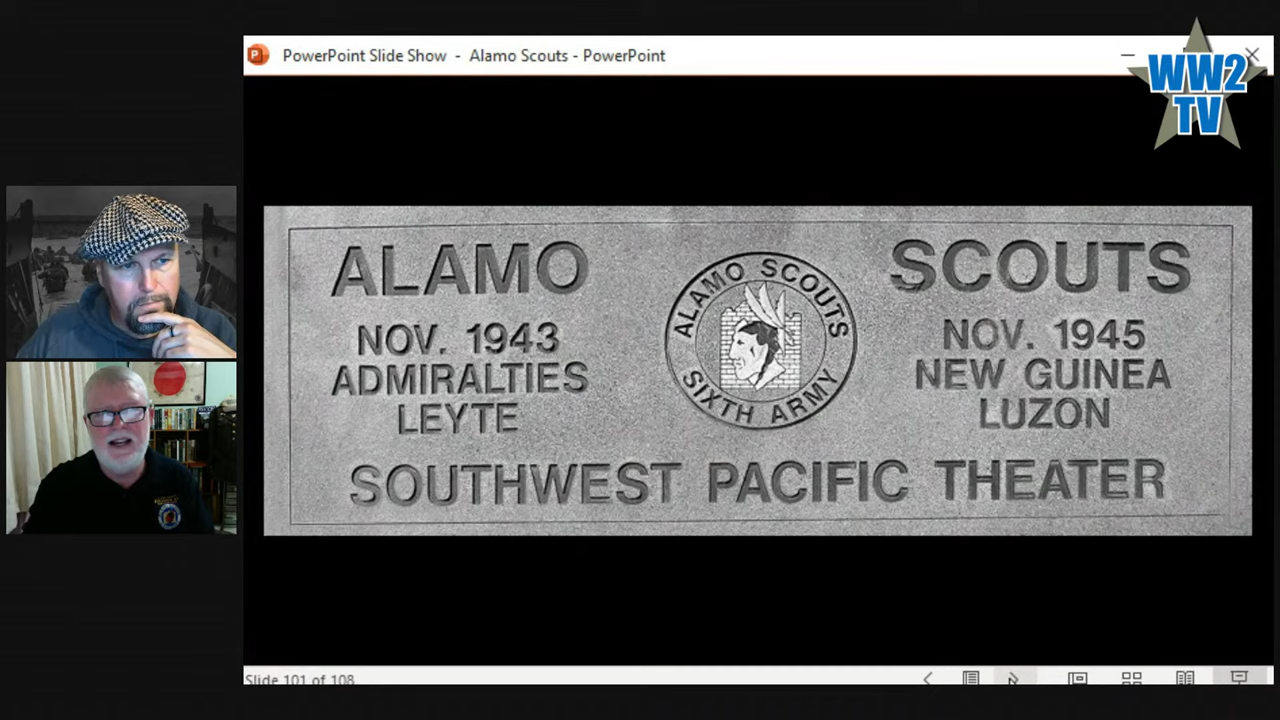 PowerPoint Slide Show - Alamo Scouts - PowerPoint
WW2
TV
ALAMO SCOUTS
NOV. 1943
ADMIRALTIES
LEYTE
ALAMO SCOUTS
SIXTH ARMY
NOV. 1945
NEW GUINEA
LUZON
SOUTHWEST PACIFIC THEATER
Slide 101 of 108